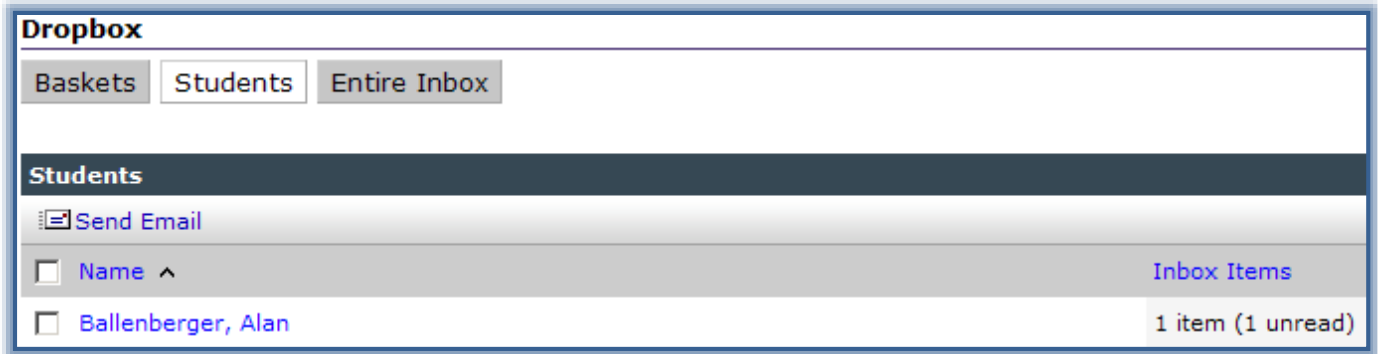 Dropbox
Baskets Students Entire Inbox
Students
Send Email
Name Inbox Items
Ballenberger, Alan 1 item (1 unread)